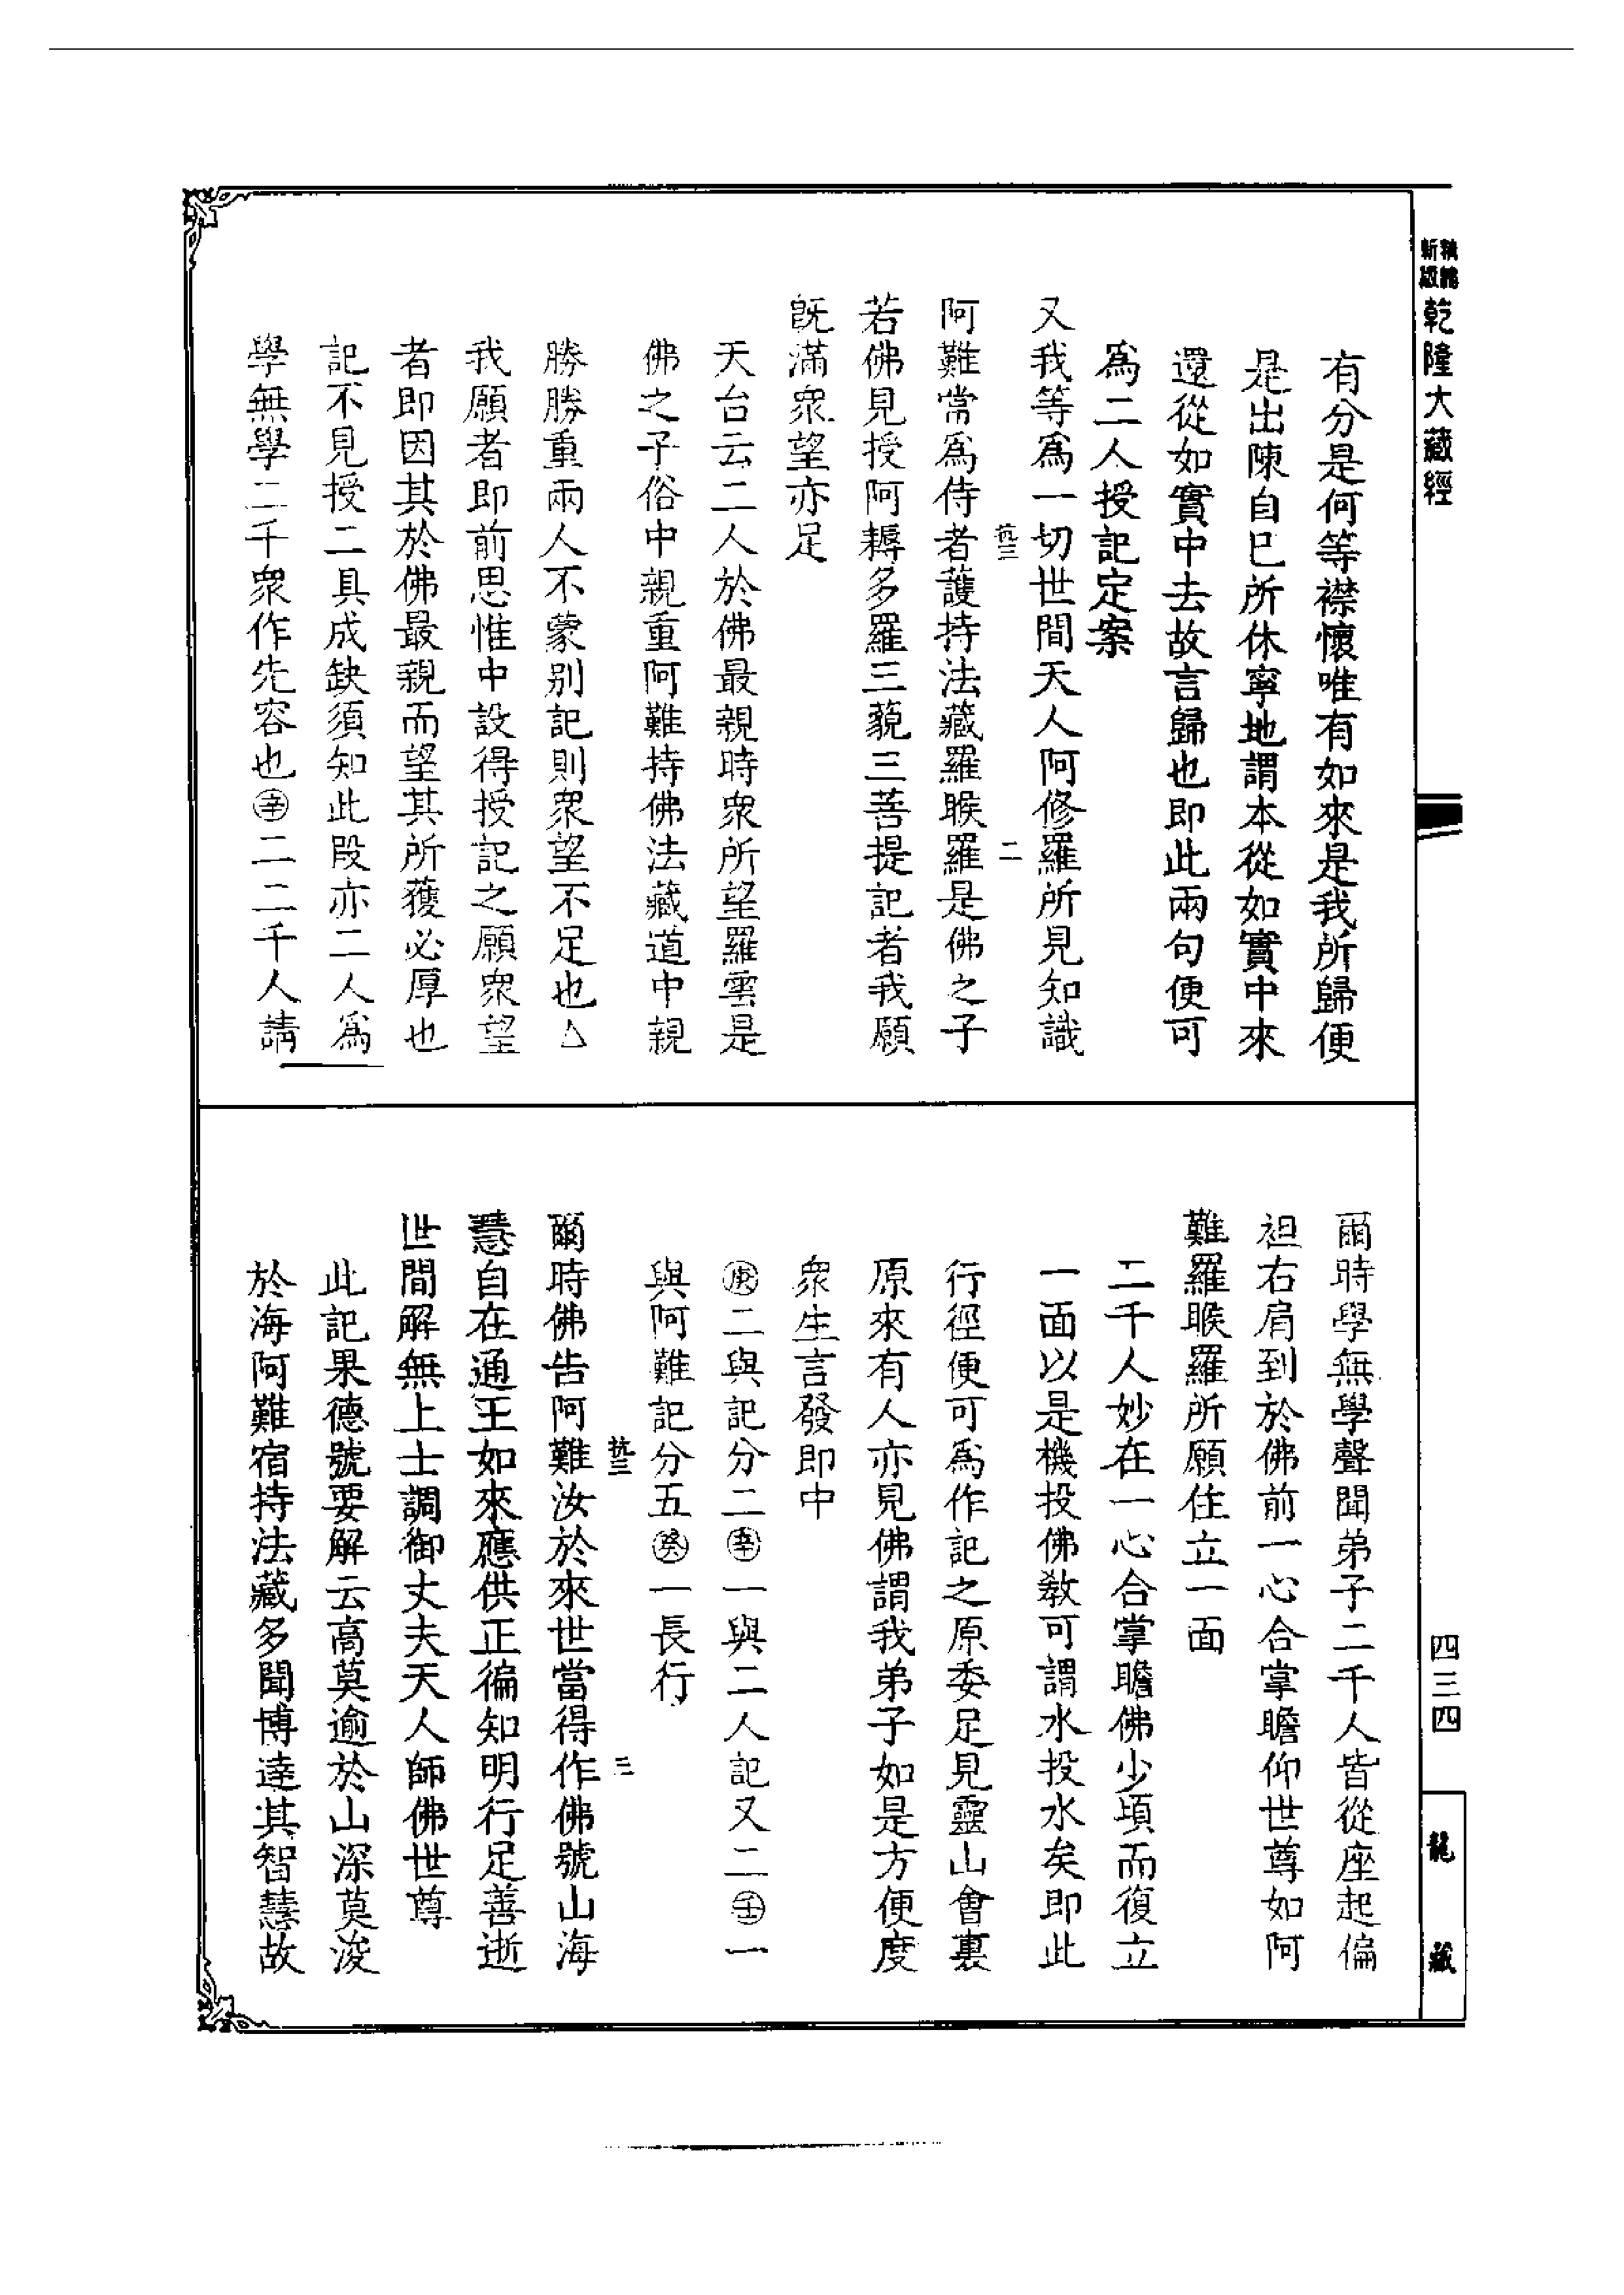 精縮
新版
乾隆大藏經
四三四
龍藏
有分是何等襟懷唯有如來是我所歸便
是出陳自巳所休寧地謂本從如實中來
還從如實中去故言歸也即此兩句便可
爲二人授記定案
又我等爲一切世間天人阿修羅所見知識
二
阿難常爲侍者護持法藏羅睺羅是佛之子
若佛見授阿耨多羅三藐三菩提記者我願
旣滿衆望亦足
天台云二人於佛最親時衆所望羅雲是
佛之子俗中親重阿難持佛法藏道中親
勝勝重兩人不蒙別記則衆望不足也△
我願者即前思惟中設得授記之願衆望
者即因其於佛最親而望其所獲必厚也
記不見授二具成缺須知此段亦二人爲
學無學二千衆作先容也㊛二二千人請
爾時學無學聲聞弟子二千人皆從座起偏
袒右肩到於佛前一心合掌瞻仰世尊如阿
難羅睺羅所願住立一面
二千人妙在一心合掌瞻佛少頃而復立
一面以是機投佛教可謂水投水矣即此
行徑便可爲作記之原委足見靈山會裏
原來有人亦見佛謂我弟子如是方便度
衆生言發即中
庚二與記分二辛一與二人記又二壬一
與阿難記分五癸一長行
三
爾時佛告阿難汝於來世當得作佛號山海
慧自在通王如來應供正徧知明行足善逝
世間解無上士調御丈夫天人師佛世尊
此記果德號要解云高莫逾於山深莫浚
於海阿難宿持法藏多聞博達其智慧故